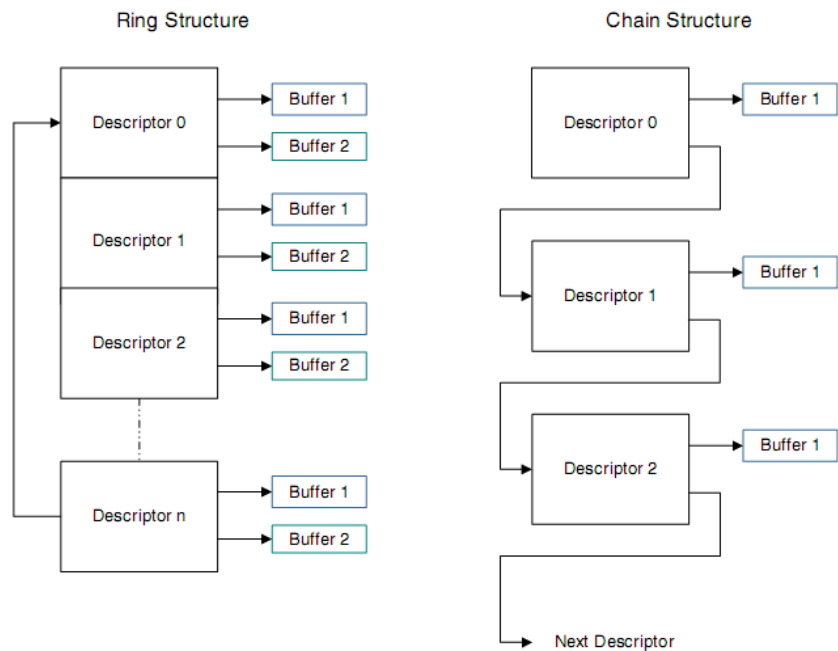 Ring Structure
Descriptor 0
Buffer 1
Buffer 2
Descriptor 1
Buffer 1
Buffer 2
Descriptor 2
Buffer 1
Buffer 2
Descriptor n
Buffer 1
Buffer 2
Chain Structure
Descriptor 0
Buffer 1
Descriptor 1
Buffer 1
Descriptor 2
Buffer 1
Next Descriptor